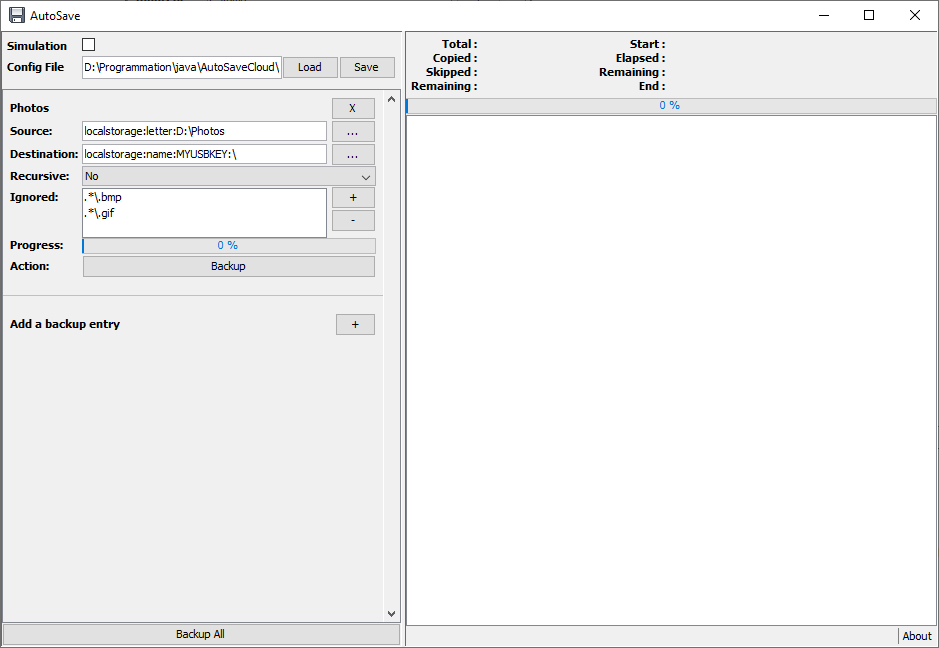 AutoSave
Simulation
Config File D:\Programmation\java\AutoSaveCloud\ Load Save
Photos X
Source: localstorage:letter:D:\Photos ...
Destination: localstorage:name:MYUSBKEY:\ ...
Recursive: No
Ignored: .*\.bmp +
.*\.gif -
Progress: 0 %
Action: Backup
Add a backup entry +
Backup All
Total : Start :
Copied : Elapsed :
Skipped : Remaining :
Remaining : End :
0 %
About